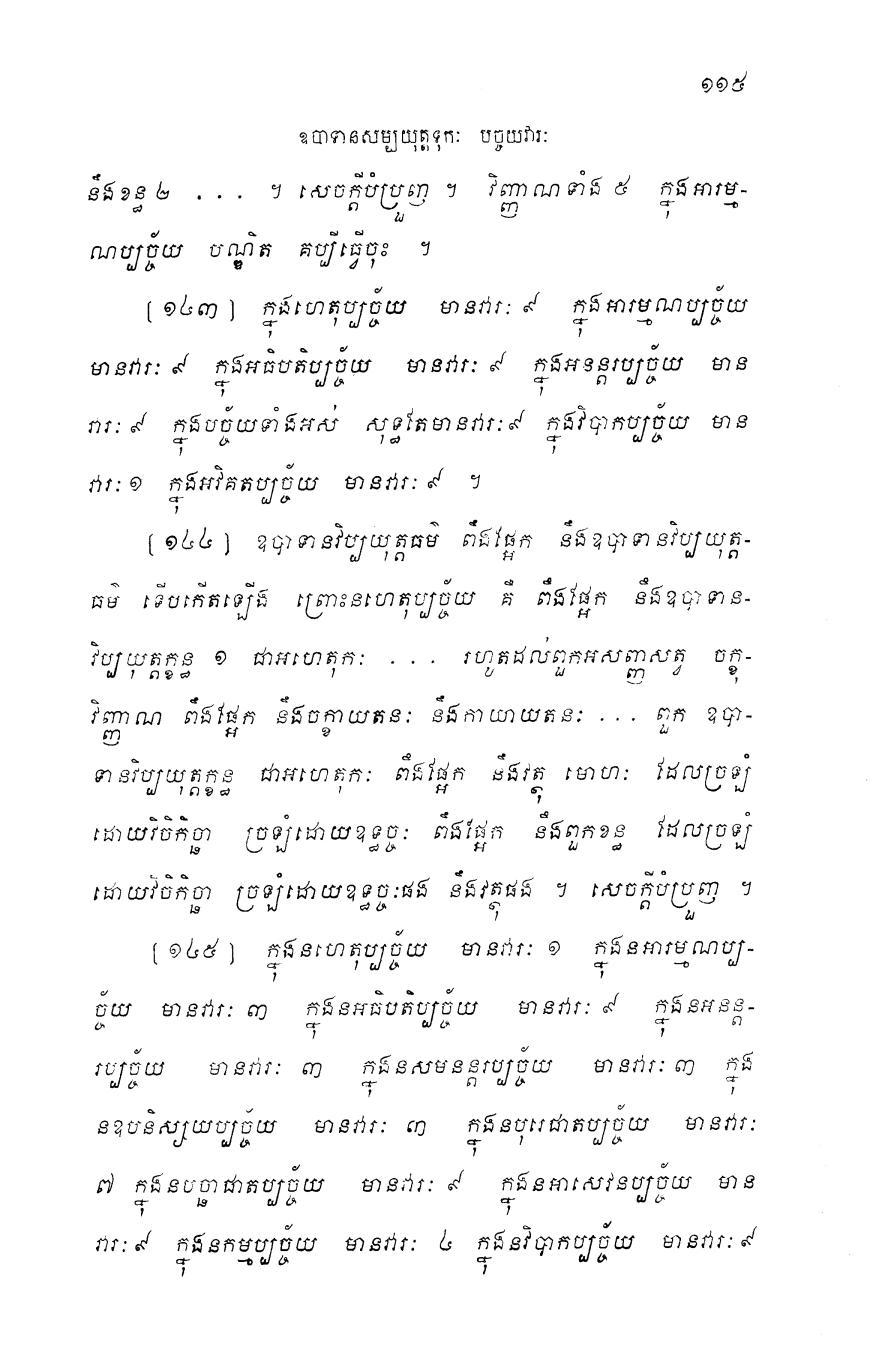 ១១៥
ឧបាទានសម្បយុត្តទុកៈ បច្ចយវារៈ
នឹងខន្ធ ២ . . . ។ សេចក្តីបំប្រួញ ។ វិញ្ញាណទាំង ៥ ក្នុងអារម្ម-
ណប្បច្ច័យ បណ្ឌិត គប្បីធ្វើចុះ ។
[ ១៤៣ ] ក្នុងហេតុប្បច្ច័យ មានវារៈ ៩ ក្នុងអារម្មណប្បច្ច័យ
មានវារៈ ៩ ក្នុងអធិបតិប្បច្ច័យ មានវារៈ ៩ ក្នុងអនន្តរប្បច្ច័យ មាន
វារៈ ៩ ក្នុងបច្ច័យទាំងអស់ សុទ្ធតែមានវារៈ ៩ ក្នុងវិបាកប្បច្ច័យ មាន
វារៈ ១ ក្នុងអវិគតប្បច្ច័យ មានវារៈ ៩ ។
[ ១៤៤ ] ឧបាទានវិប្បយុត្តធម៌ ពឹងផ្អែក នឹងឧបាទានវិប្បយុត្ត-
ធម៌ ទើបកើតឡើង ព្រោះនហេតុប្បច្ច័យ គឺ ពឹងផ្អែក នឹងឧបាទាន-
វិប្បយុត្តក្ខន្ធ ១ ជាអហេតុកៈ . . . រហូតដល់ពួកអសញ្ញសត្វ ចក្ខុ-
វិញ្ញាណ ពឹងផ្អែក នឹងចក្ខាយតនៈ នឹងកាយាយតនៈ . . . ពួក ឧបា-
ទានវិប្បយុត្តក្ខន្ធ ជាអហេតុកៈ ពឹងផ្អែក នឹងវត្ថុ មោហៈ ដែលច្រឡំ
ដោយវិចិកិច្ឆា ច្រឡំដោយឧទ្ធច្ចៈ ពឹងផ្អែក នឹងពួកខន្ធ ដែលច្រឡំ
ដោយវិចិកិច្ឆា ច្រឡំដោយឧទ្ធច្ចៈផង នឹងវត្ថុផង ។ សេចក្តីបំប្រួញ ។
[ ១៤៥ ] ក្នុងនហេតុប្បច្ច័យ មានវារៈ ១ ក្នុងនអារម្មណប្ប-
ច្ច័យ មានវារៈ ៣ ក្នុងនអធិបតិប្បច្ច័យ មានវារៈ ៩ ក្នុងនអនន្ត-
រប្បច្ច័យ មានវារៈ ៣ ក្នុងនសមនន្តរប្បច្ច័យ មានវារៈ ៣ ក្នុង
នឧបនិស្សយប្បច្ច័យ មានវារៈ ៣ ក្នុងនបុរេជាតប្បច្ច័យ មានវារៈ
៧ ក្នុងនបច្ឆាជាតប្បច្ច័យ មានវារៈ ៩ ក្នុងនអាសេវនប្បច្ច័យ មាន
វារៈ ៩ ក្នុងនកម្មប្បច្ច័យ មានវារៈ ៤ ក្នុងនវិបាកប្បច្ច័យ មានវារៈ ៩